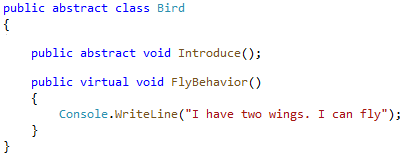 public abstract class Bird
{
public abstract void Introduce();
public virtual void FlyBehavior()
{
Console.WriteLine("I have two wings. I can fly");
}
}